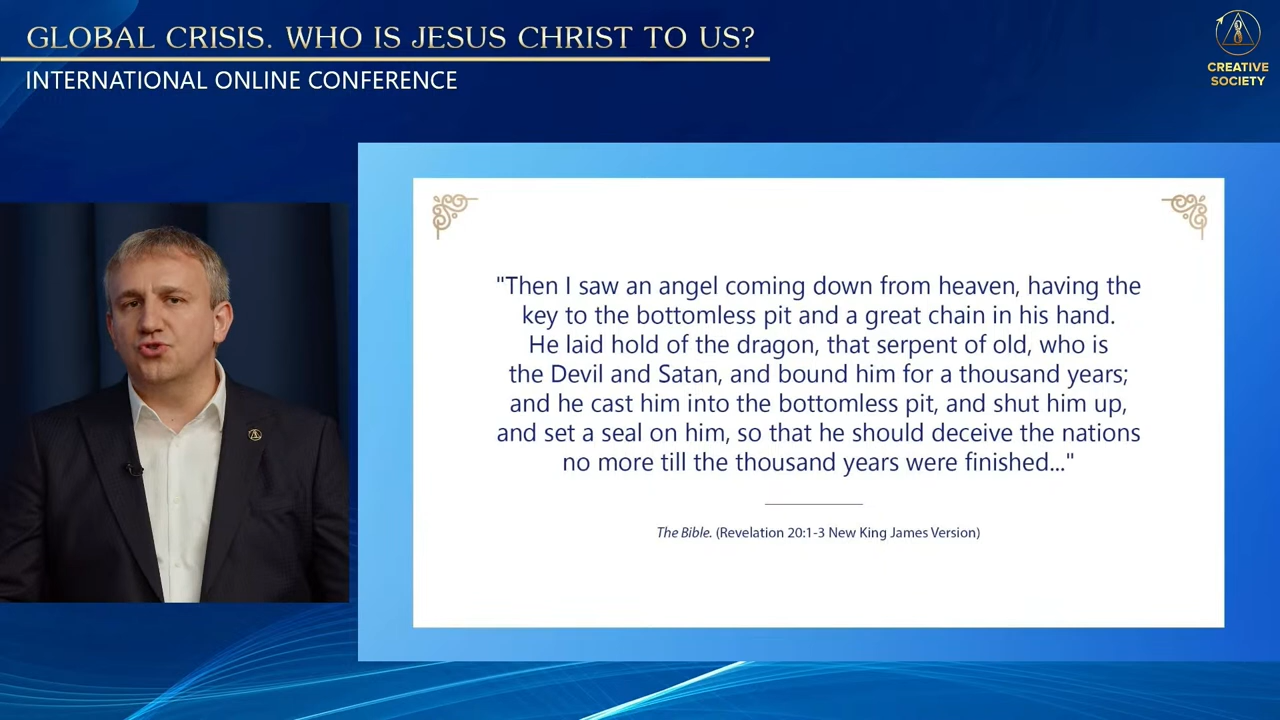 GLOBAL CRISIS. WHO IS JESUS CHRIST TO US?
INTERNATIONAL ONLINE CONFERENCE
CREATIVE
SOCIETY
"Then I saw an angel coming down from heaven, having the
key to the bottomless pit and a great chain in his hand.
He laid hold of the dragon, that serpent of old, who is
the Devil and Satan, and bound him for a thousand years;
and he cast him into the bottomless pit, and shut him up,
and set a seal on him, so that he should deceive the nations
no more till the thousand years were finished..."
The Bible. (Revelation 20:1-3 New King James Version)